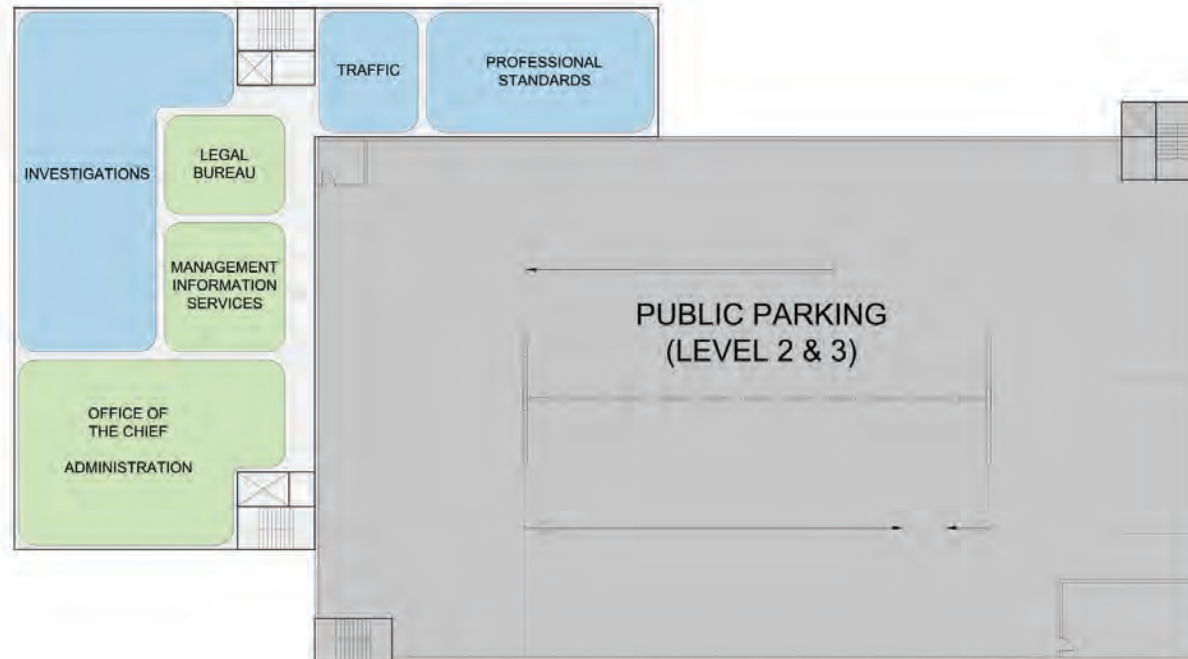 TRAFFIC
PROFESSIONAL
STANDARDS
INVESTIGATIONS
LEGAL
BUREAU
MANAGEMENT
INFORMATION
SERVICES
PUBLIC PARKING
(LEVEL 2 & 3)
OFFICE OF
THE CHIEF
ADMINISTRATION